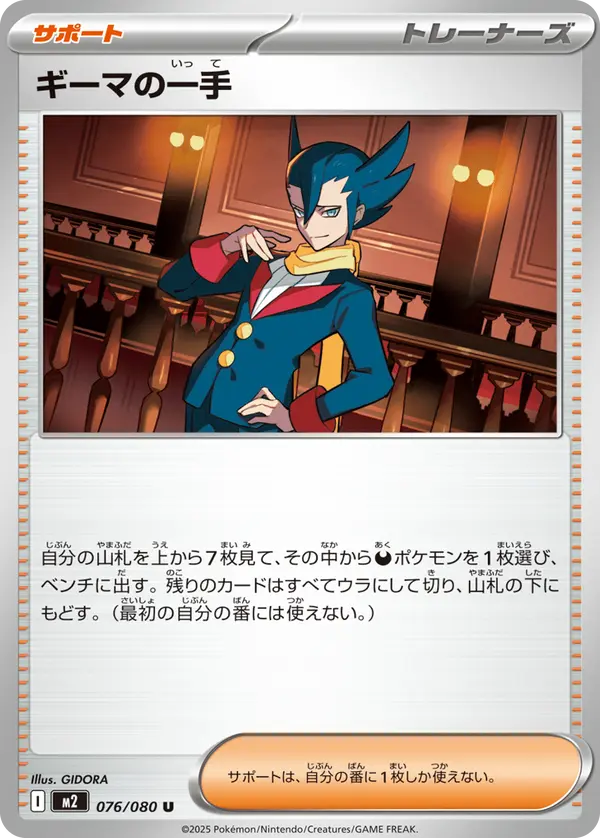 サポート
トレーナーズ
いって
ギーマの一手
じぶん やまふだ うえ まい み なか あく まいえら
自分の山札を上から7枚見て、その中からポケモンを1枚選び、
だ のこ き やまふだ した
ベンチに出す。残りのカードはすべてウラにして切り、山札の下に
さいしょ じぶん ばん つか
もどす。（最初の自分の番には使えない。）
Illus. GIDORA
じぶん ばん まい つか
サポートは、自分の番に1枚しか使えない。
I m2 076/080 U
©2025 Pokémon/Nintendo/Creatures/GAME FREAK.